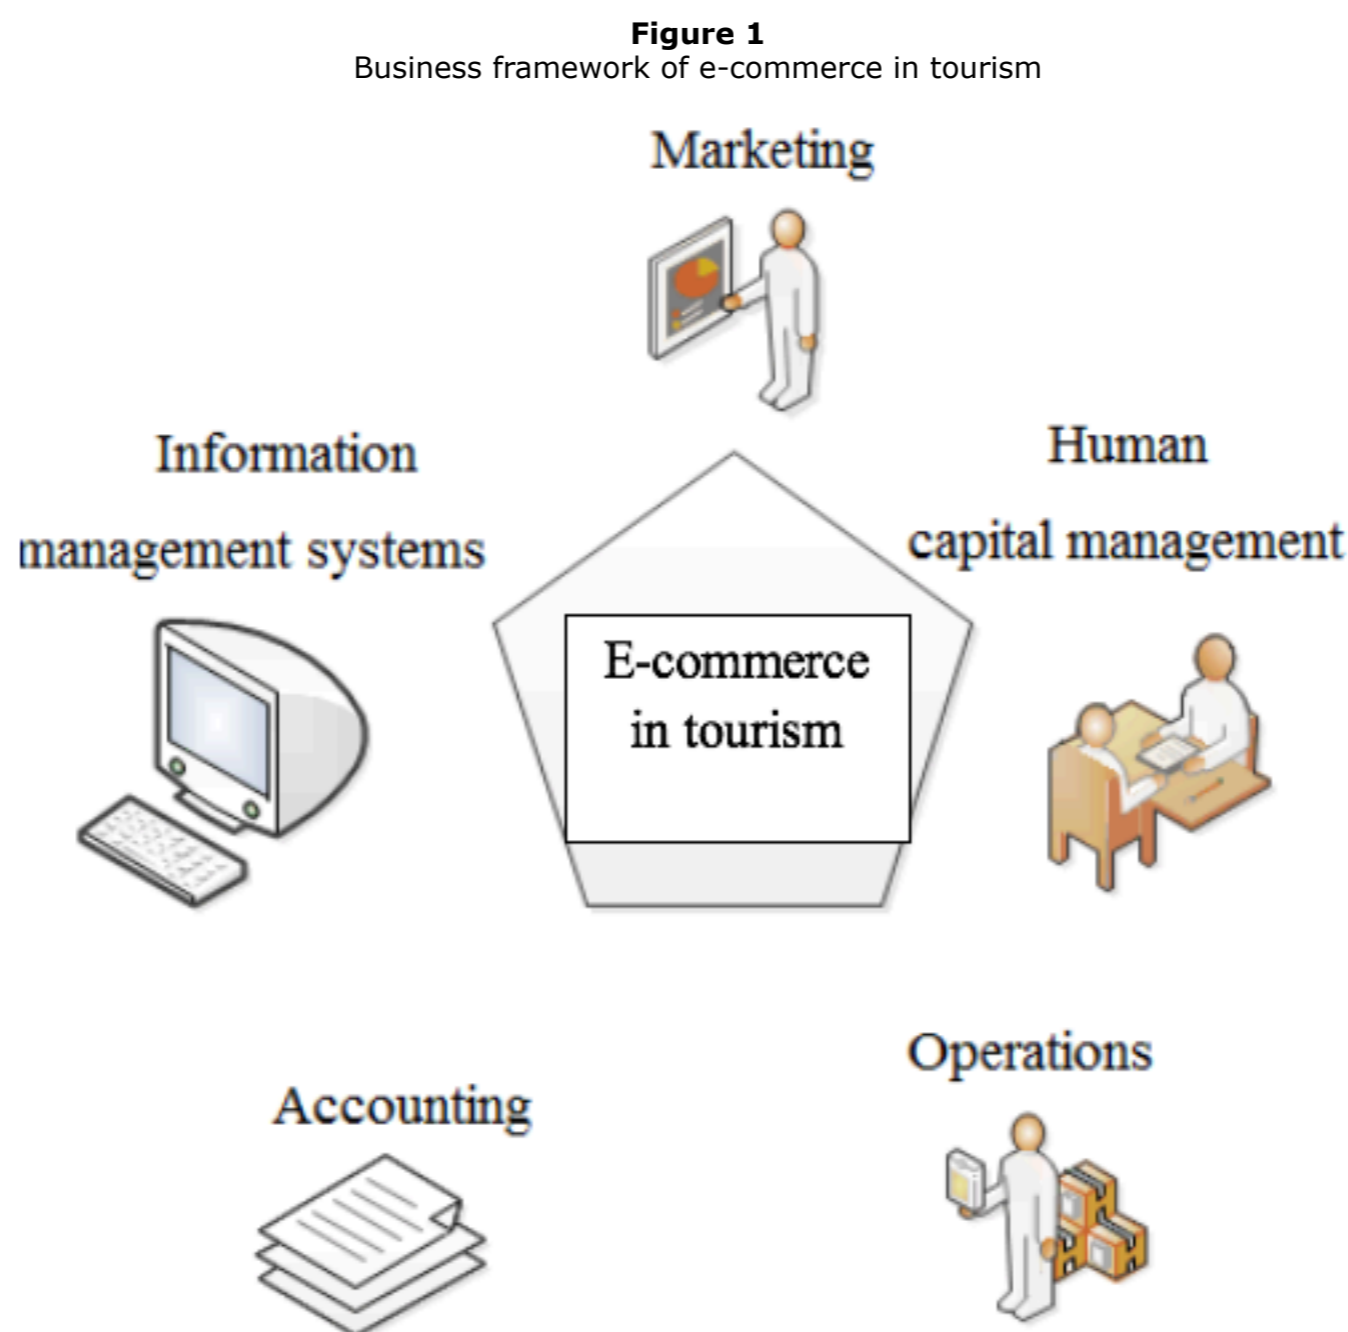 Figure 1
Business framework of e-commerce in tourism
Marketing
Information
management systems
Human
capital management
E-commerce
in tourism
Operations
Accounting